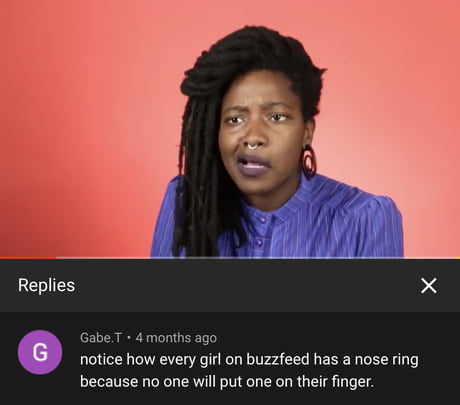 Replies
G
Gabe.T • 4 months ago
notice how every girl on buzzfeed has a nose ring
because no one will put one on their finger.